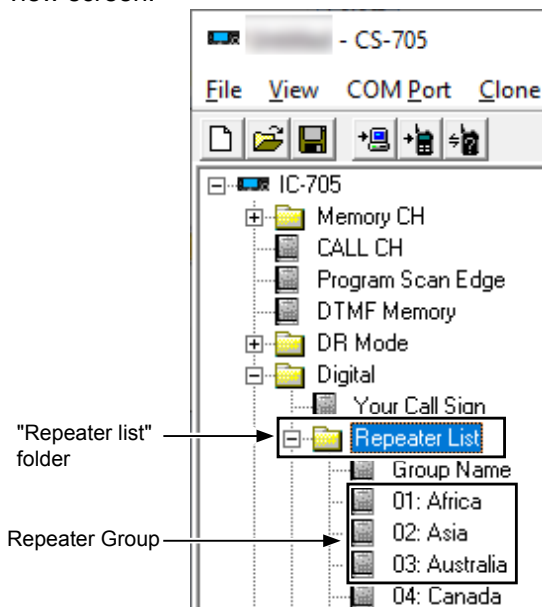 - CS-705
File View COM Port Clone
IC-705
Memory CH
CALL CH
Program Scan Edge
DTMF Memory
DR Mode
Digital
Your Call Sign
"Repeater list"
folder
Repeater List
Group Name
01: Africa
Repeater Group
02: Asia
03: Australia
04: Canada